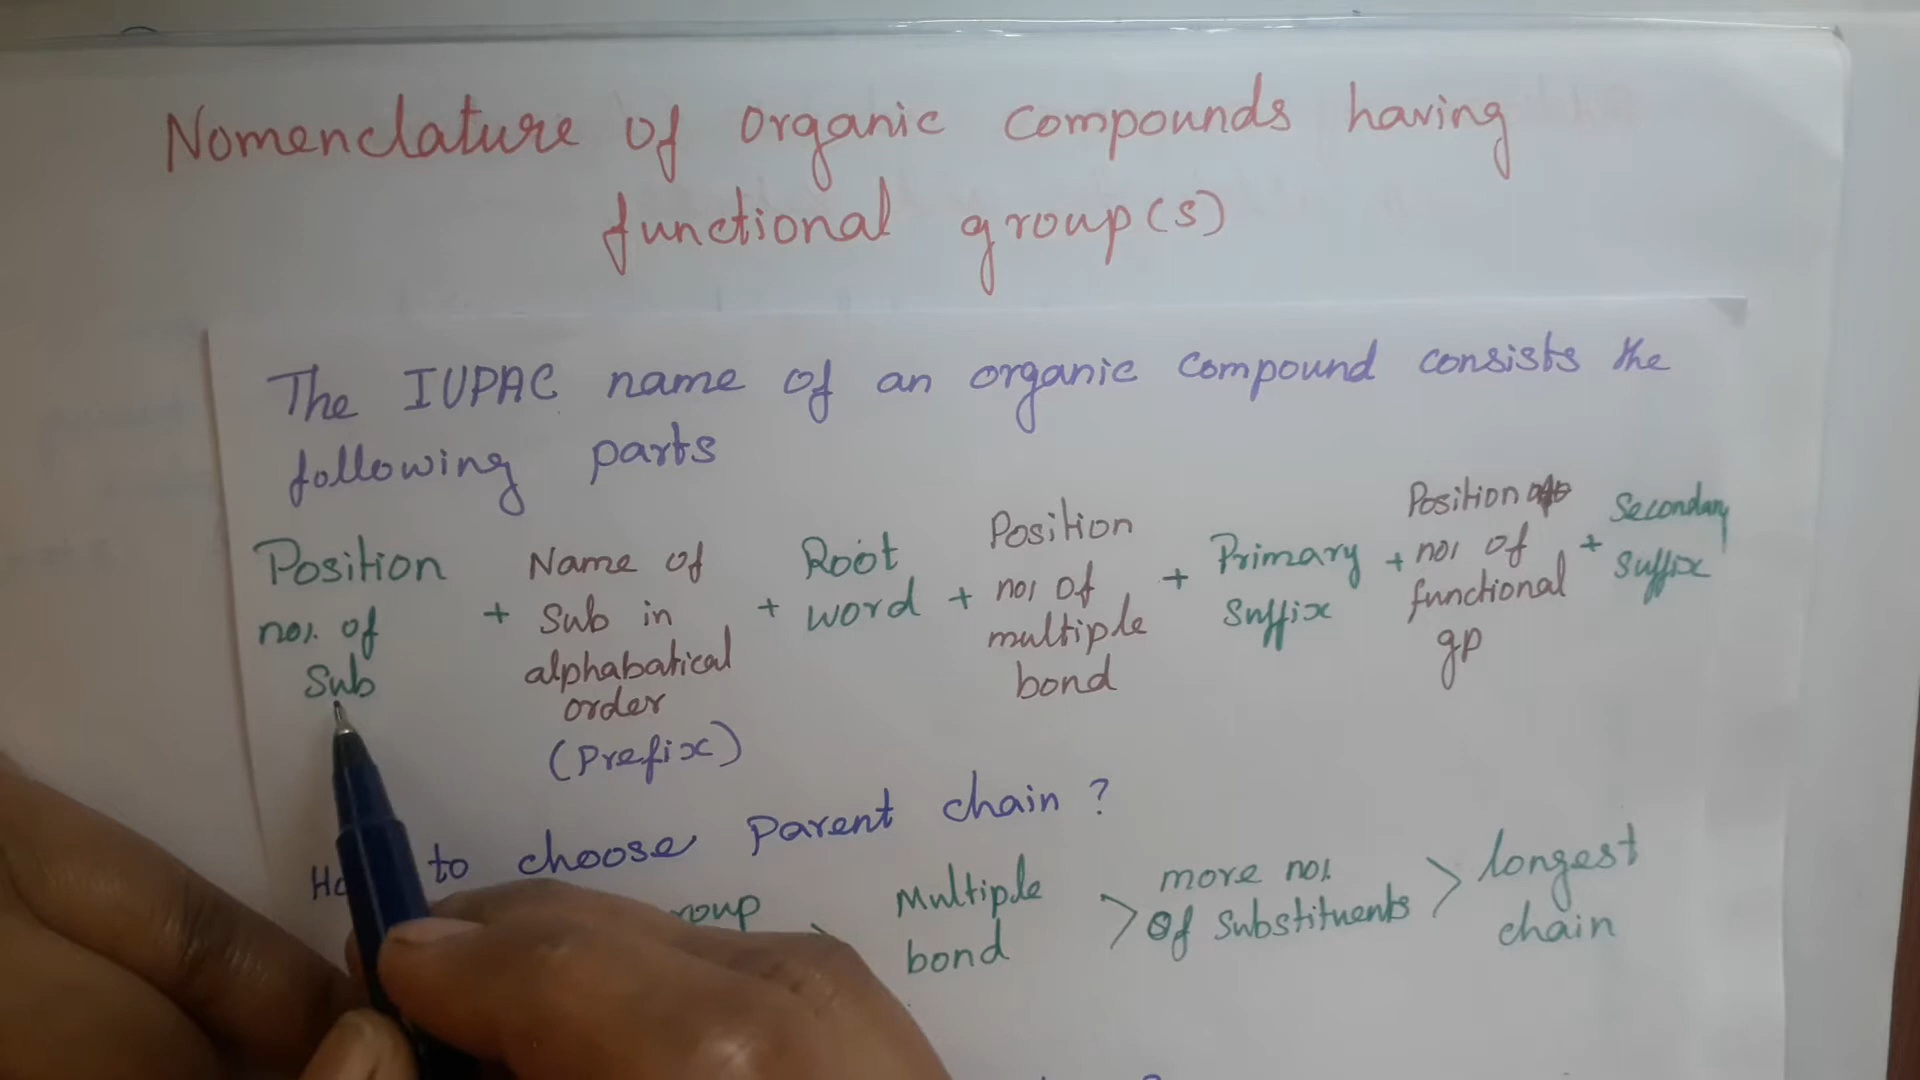 Nomenclature of organic compounds having
functional group(s)
The IUPAC name of an organic compound consists the
following parts
Position no. of Sub + Name of Sub in alphabatical order (Prefix) + Root word + Position no. of multiple bond + Primary Suffix + Position no. of functional gp + Secondary Suffix
to choose Parent chain ?
Multiple bond > more no. of substituents > longest chain